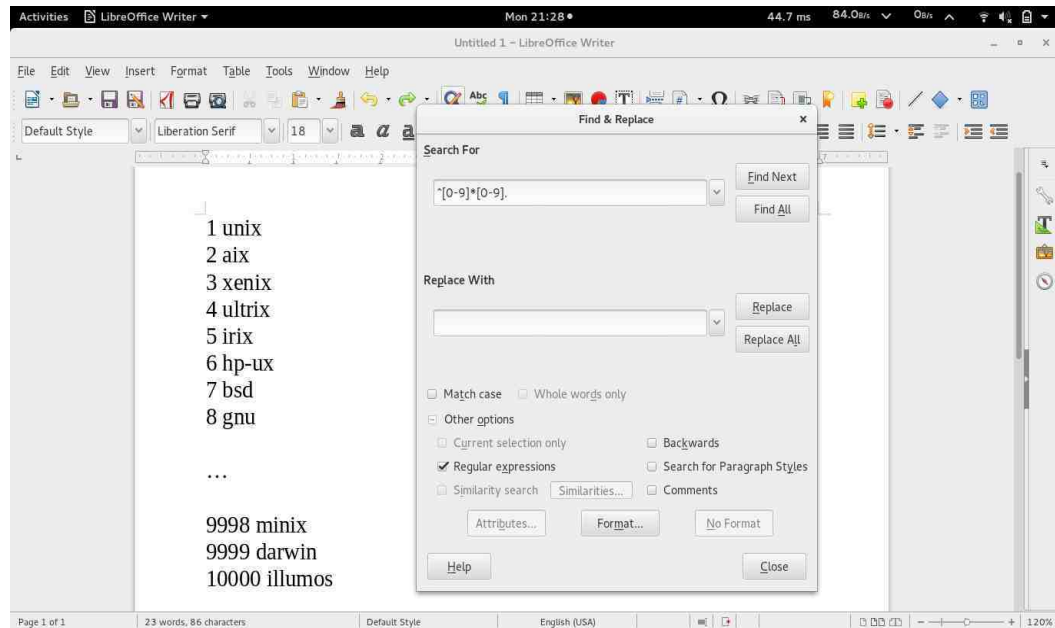 Activities LibreOffice Writer Mon 21:28 44.7 ms 84.0B/s 0B/s
Untitled 1 - LibreOffice Writer
File Edit View Insert Format Table Tools Window Help
Default Style Liberation Serif 18 a a a
Find & Replace
Search For
^[0-9]*[0-9].
Find Next
Find All
1 unix
2 aix
3 xenix
4 ultrix
5 irix
6 hp-ux
7 bsd
8 gnu
…
9998 minix
9999 darwin
10000 illumos
Replace With
Replace
Replace All
Match case Whole words only
Other options
Current selection only Backwards
Regular expressions Search for Paragraph Styles
Similarity search Similarities... Comments
Attributes... Format... No Format
Help Close
Page 1 of 1 23 words, 86 characters Default Style English (USA) 120%